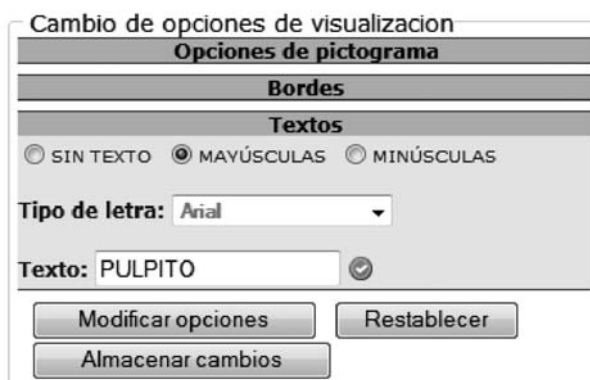 Cambio de opciones de visualizacion
Opciones de pictograma
Bordes
Textos
SIN TEXTO MAYÚSCULAS MINÚSCULAS
Tipo de letra: Arial
Texto: PULPITO
Modificar opciones Restablecer
Almacenar cambios